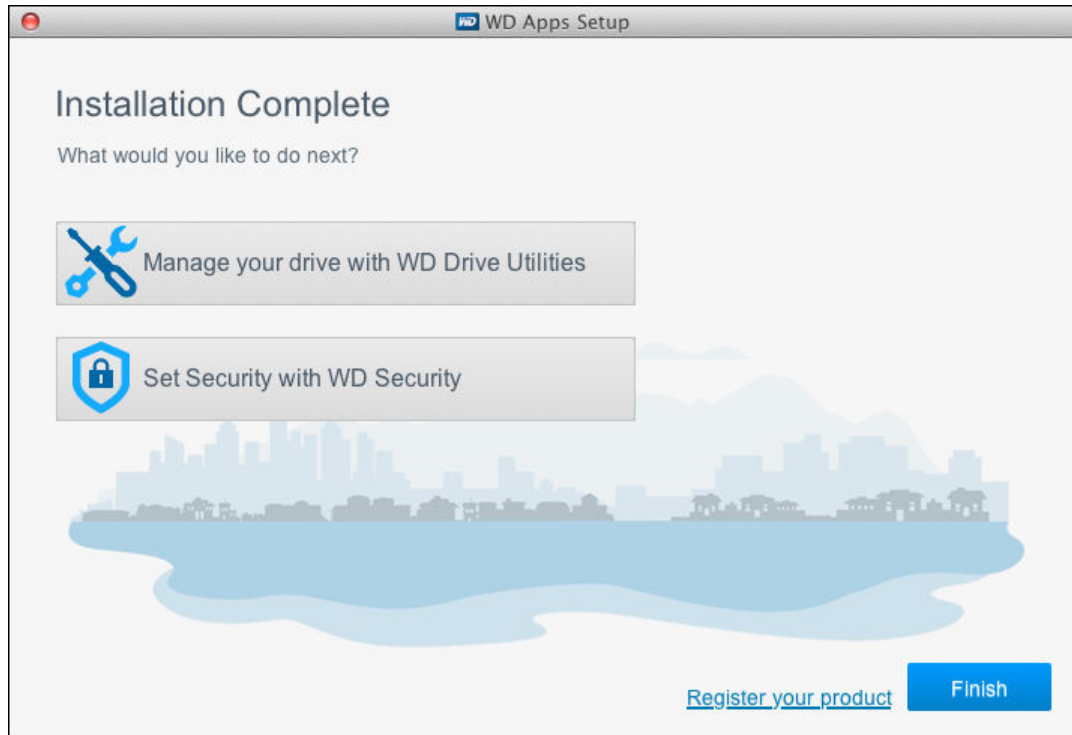 WD WD Apps Setup
Installation Complete
What would you like to do next?
Manage your drive with WD Drive Utilities
Set Security with WD Security
Register your product
Finish